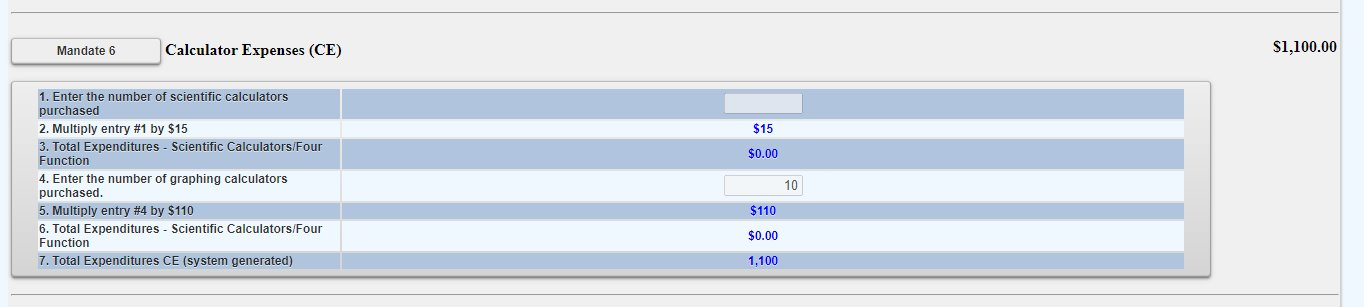 Mandate 6 Calculator Expenses (CE) $1,100.00
1. Enter the number of scientific calculators
purchased
2. Multiply entry #1 by $15 $15
3. Total Expenditures - Scientific Calculators/Four
Function $0.00
4. Enter the number of graphing calculators
purchased. 10
5. Multiply entry #4 by $110 $110
6. Total Expenditures - Scientific Calculators/Four
Function $0.00
7. Total Expenditures CE (system generated) 1,100